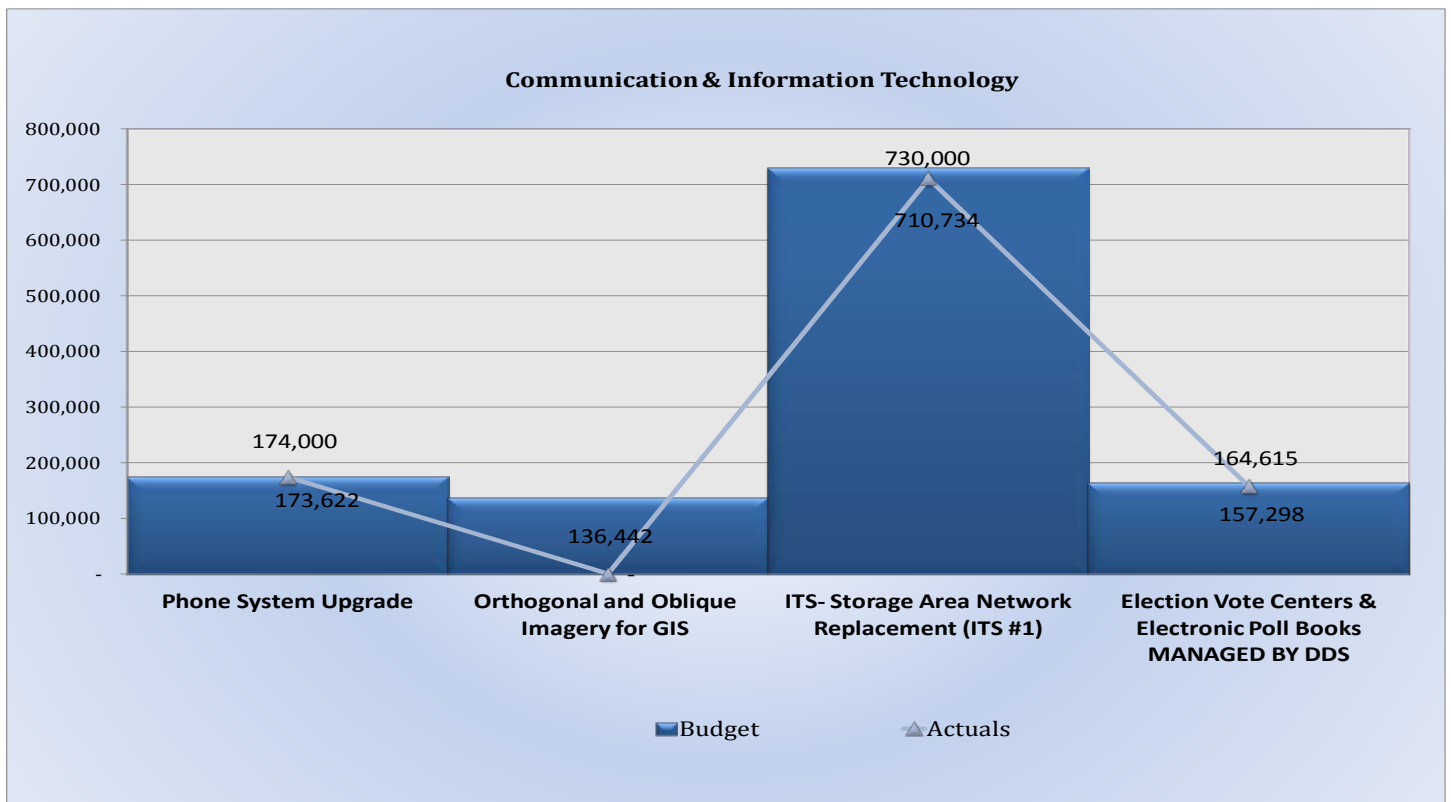 Communication & Information Technology
800,000
700,000
600,000
500,000
400,000
300,000
200,000
100,000
-
174,000
173,622
136,442
-
730,000
710,734
164,615
157,298
Phone System Upgrade
Orthogonal and Oblique
Imagery for GIS
ITS- Storage Area Network
Replacement (ITS #1)
Election Vote Centers &
Electronic Poll Books
MANAGED BY DDS
Budget
Actuals